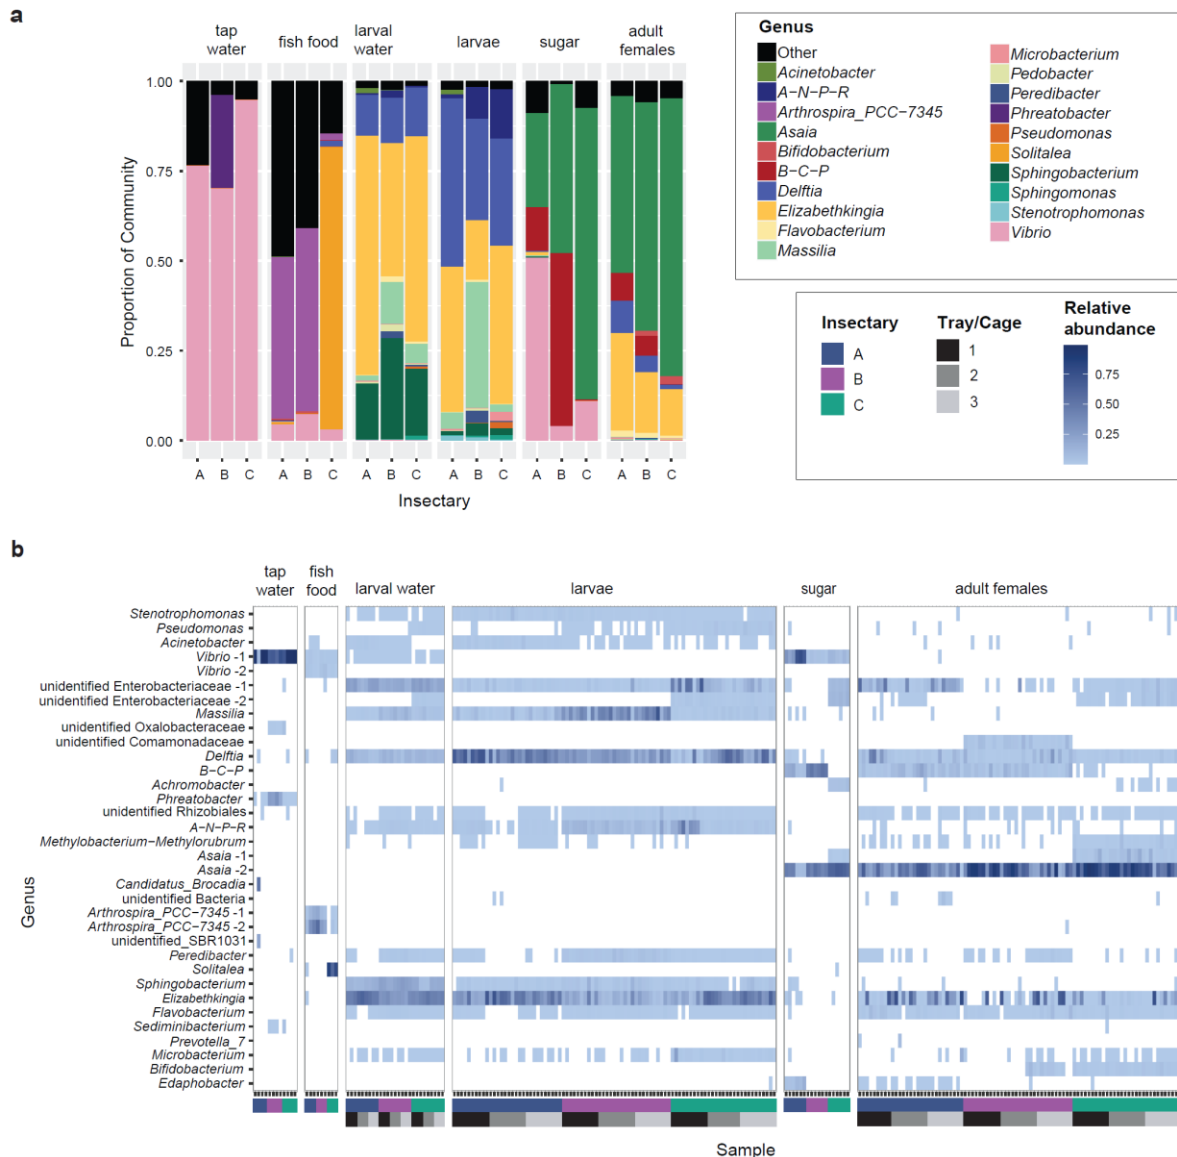 a
tap water
fish food
larval water
larvae
sugar
adult females
Proportion of Community
1.00
0.75
0.50
0.25
0.00
A B C A B C A B C A B C A B C A B C
Insectary
Genus
Other
Acinetobacter
A-N-P-R
Arthrospira_PCC-7345
Asaia
Bifidobacterium
B-C-P
Delftia
Elizabethkingia
Flavobacterium
Massilia
Microbacterium
Pedobacter
Peredibacter
Phreatobacter
Pseudomonas
Solitalea
Sphingobacterium
Sphingomonas
Stenotrophomonas
Vibrio
Insectary
A
B
C
Tray/Cage
1
2
3
Relative abundance
0.75
0.50
0.25
b
tap water
fish food
larval water
larvae
sugar
adult females
Genus
Stenotrophomonas
Pseudomonas
Acinetobacter
Vibrio -1
Vibrio -2
unidentified Enterobacteriaceae -1
unidentified Enterobacteriaceae -2
Massilia
unidentified Oxalobacteraceae
unidentified Comamonadaceae
Delftia
B-C-P
Achromobacter
Phreatobacter
unidentified Rhizobiales
A-N-P-R
Methylobacterium-Methylorubrum
Asaia -1
Asaia -2
Candidatus_Brocadia
unidentified Bacteria
Arthrospira_PCC-7345 -1
Arthrospira_PCC-7345 -2
unidentified_SBR1031
Peredibacter
Solitalea
Sphingobacterium
Elizabethkingia
Flavobacterium
Sediminibacterium
Prevotella_7
Microbacterium
Bifidobacterium
Edaphobacter
Sample